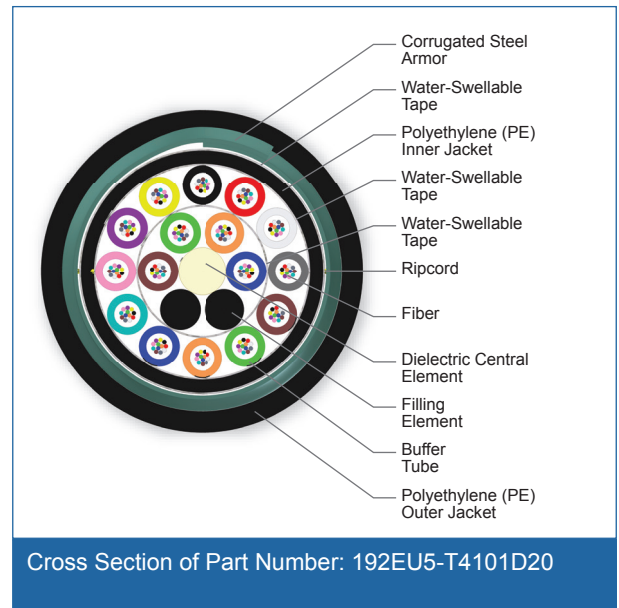 Corrugated Steel
Armor
Water-Swellable
Tape
Polyethylene (PE)
Inner Jacket
Water-Swellable
Tape
Water-Swellable
Tape
Ripcord
Fiber
Dielectric Central
Element
Filling
Element
Buffer
Tube
Polyethylene (PE)
Outer Jacket
Cross Section of Part Number: 192EU5-T4101D20